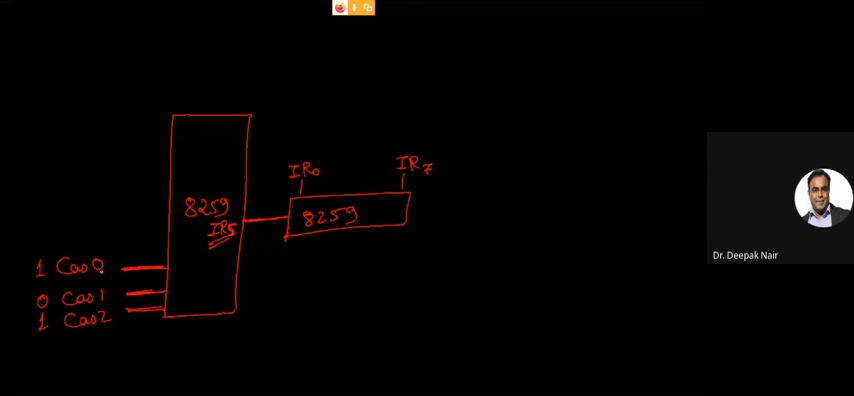 IR0
IR7
8259
8259
IR5
1 Cas0
0 Cas1
1 Cas2
Dr. Deepak Nair